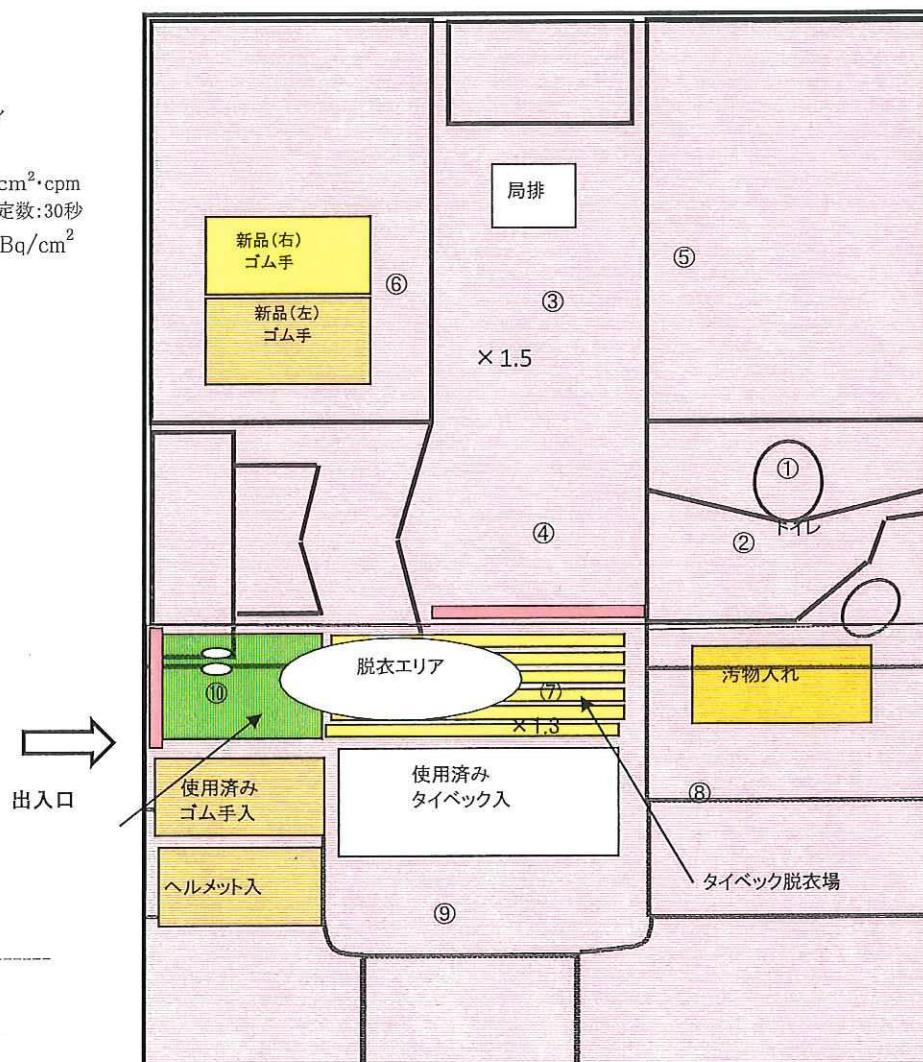 cm²・cpm
定数:30秒
Bq/cm²
局排
新品(右)
ゴム手
新品(左)
ゴム手
⑥
③
⑤
×1.5
①
トイレ
②
④
脱衣エリア
⑦
×1.3
⑩
汚物入れ
出入口
使用済み
ゴム手入
使用済み
タイベック入
⑧
ヘルメット入
タイベック脱衣場
⑨